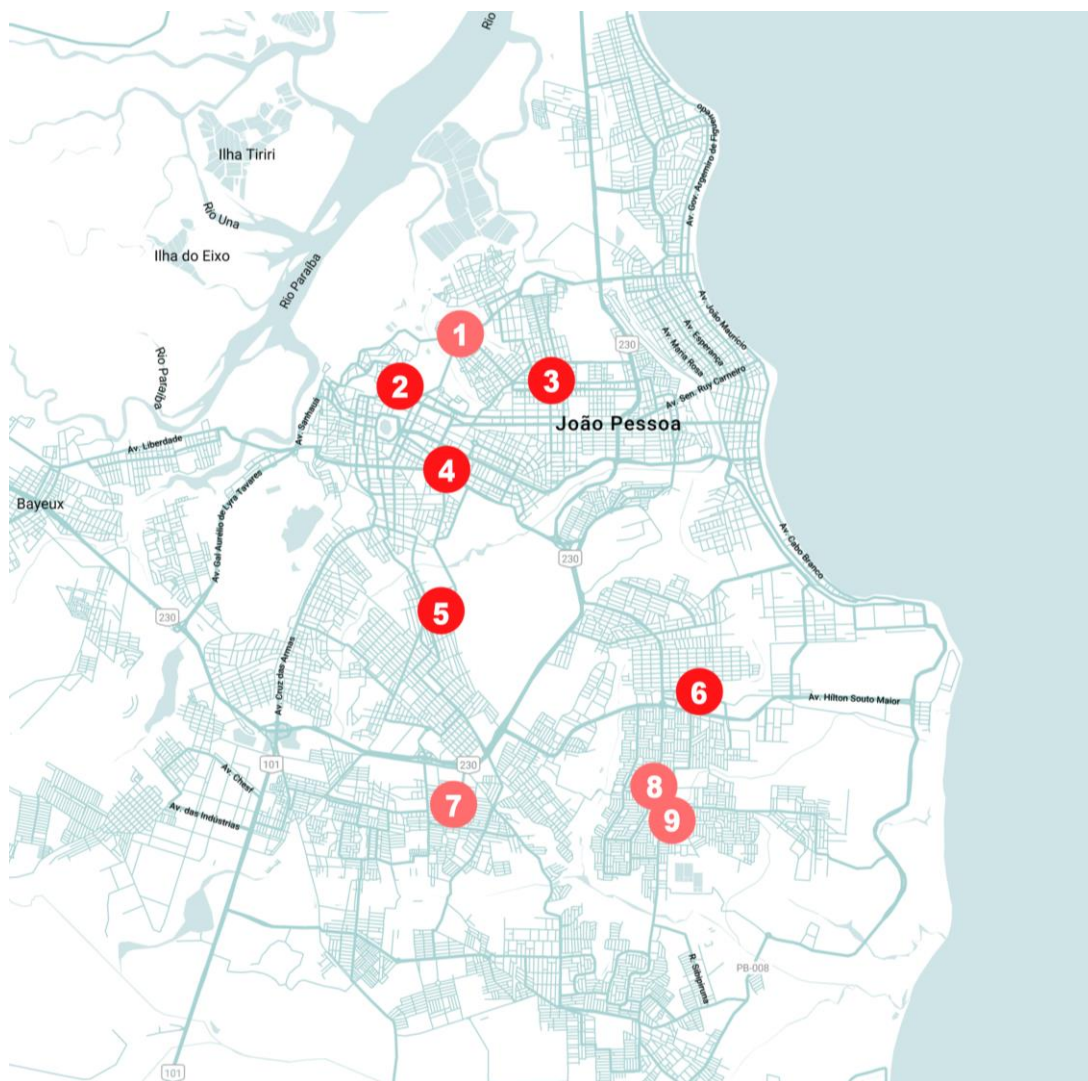 Rio
Av. Gov. Argemiro de Figueiredo
Ilha Tiriri
Rio Una
Ilha do Eixo
Rio Paraíba
Av. João Maurício
Av. Esperança
Av. Maria Rosa
1
230
2
3
Rio Paraíba
Av. Sen. Ruy Carneiro
Av. Sanhauá
João Pessoa
Av. Liberdade
4
Bayeux
Av. Gal Aurélio de Lyra Tavares
Av. Cabo Branco
230
5
230
Av. Cruz das Armas
6
Av. Hilton Souto Maior
101
230
Av. Chesf
8
7
Av. das Indústrias
9
R. Sibipiruna
PB-008
101